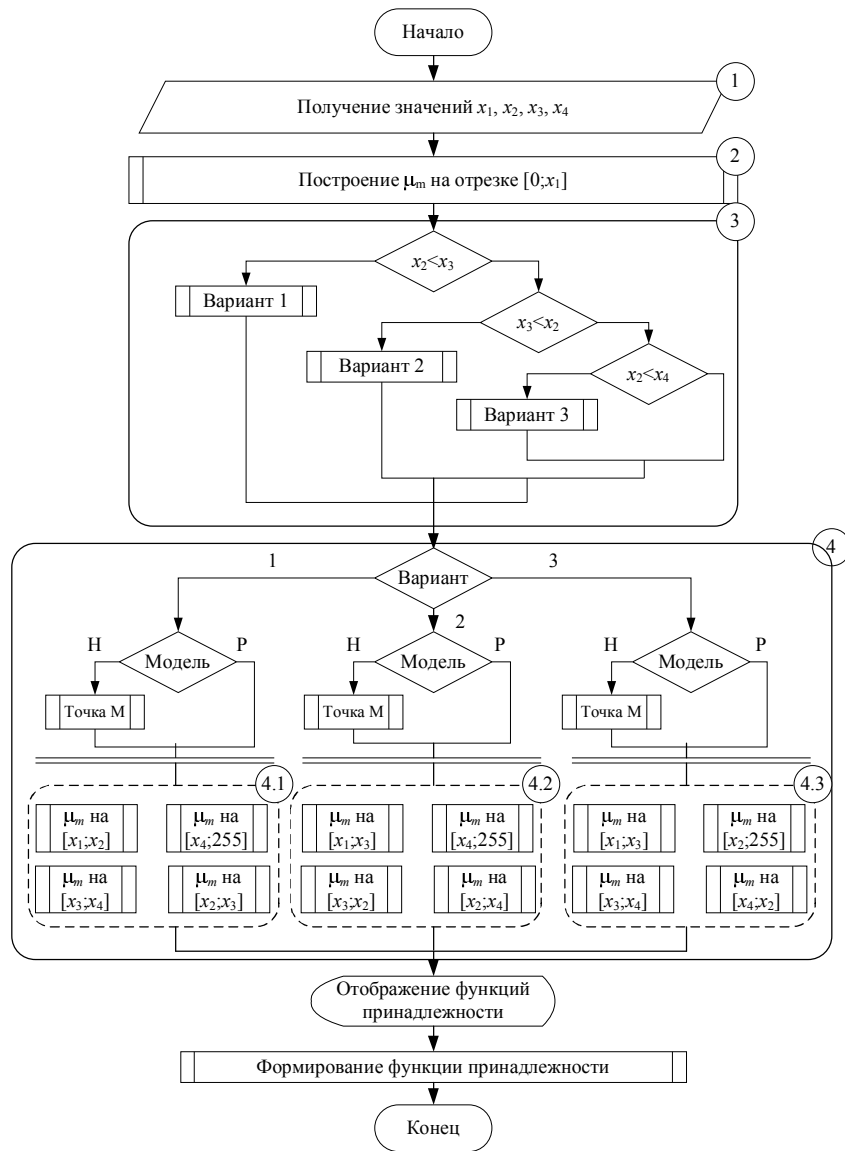 Начало
1
Получение значений x₁, x₂, x₃, x₄
2
Построение μₘ на отрезке [0;x₁]
3
x₂<x₃
Вариант 1
x₃<x₂
Вариант 2
x₂<x₄
Вариант 3
4
1
Вариант
3
2
Н
Модель
Р
Н
Модель
Р
Н
Модель
Р
Точка М
Точка М
Точка М
4.1
4.2
4.3
μₘ на
[x₁;x₂]
μₘ на
[x₄;255]
μₘ на
[x₃;x₄]
μₘ на
[x₂;x₃]
μₘ на
[x₁;x₃]
μₘ на
[x₄;255]
μₘ на
[x₃;x₂]
μₘ на
[x₂;x₄]
μₘ на
[x₁;x₃]
μₘ на
[x₂;255]
μₘ на
[x₃;x₄]
μₘ на
[x₄;x₂]
Отображение функций
принадлежности
Формирование функции принадлежности
Конец